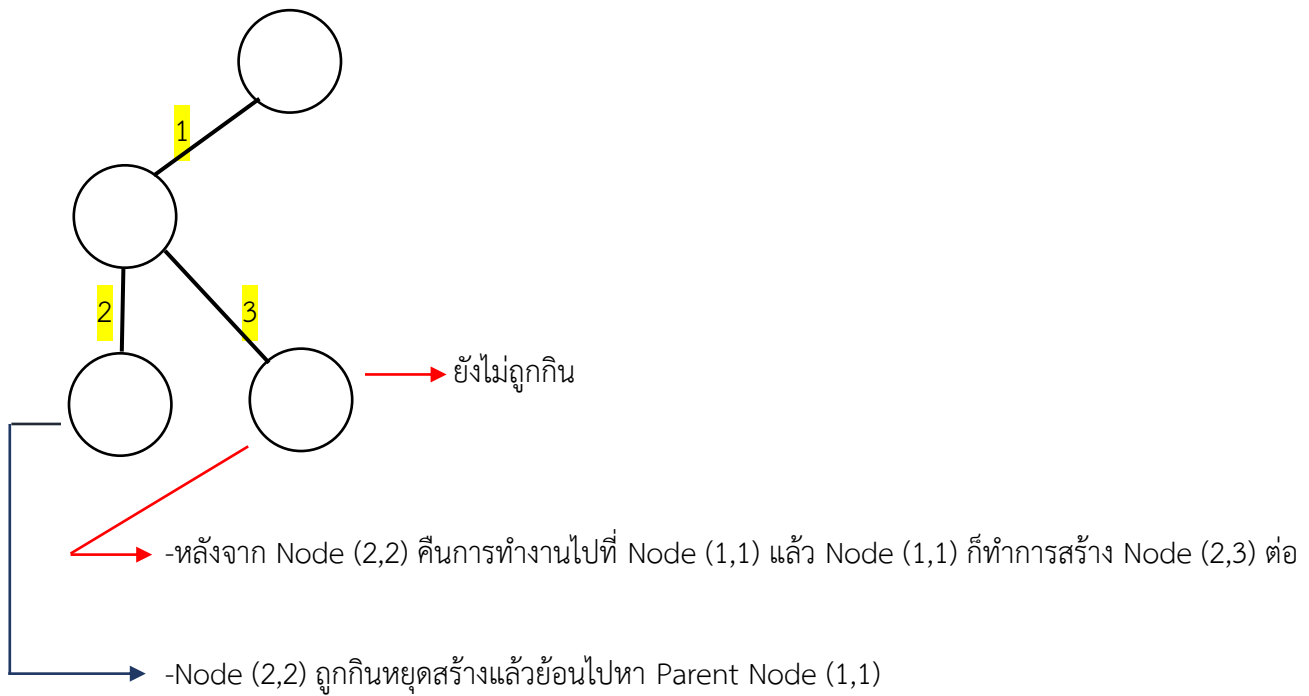 1
2
3
ยังไม่ถูกกิน
-หลังจาก Node (2,2) คืนการทำงานไปที่ Node (1,1) แล้ว Node (1,1) ก็ทำการสร้าง Node (2,3) ต่อ
-Node (2,2) ถูกกินหยุดสร้างแล้วย้อนไปหา Parent Node (1,1)